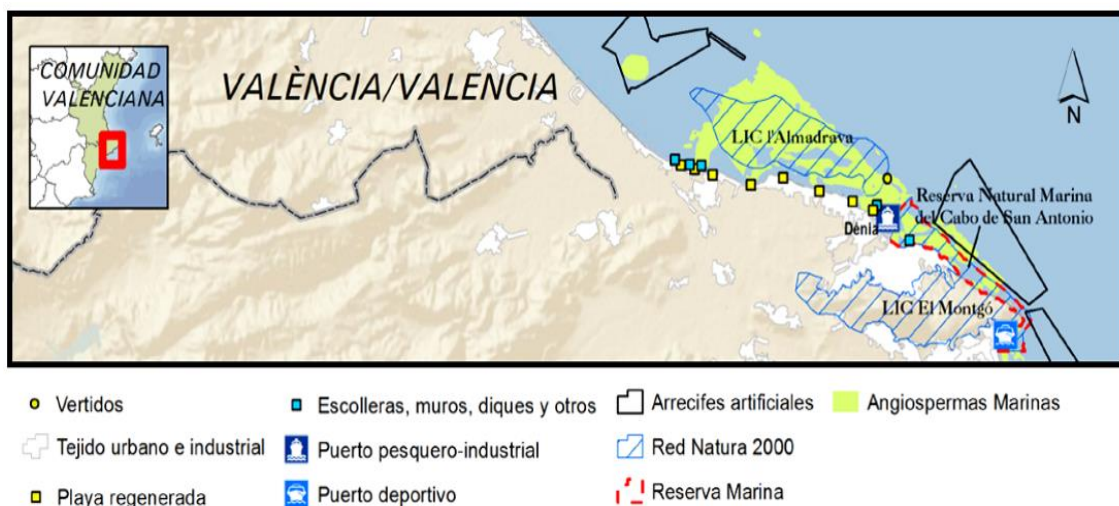 COMUNIDAD
VALENCIANA
VALÈNCIA/VALENCIA
N
LIC l'Almadrava
Reserva Natural Marina
del Cabo de San Antonio
Dénia
LIC El Montgó
Vertidos
Escolleras, muros, diques y otros
Arrecifes artificiales
Angiospermas Marinas
Tejido urbano e industrial
Puerto pesquero-industrial
Red Natura 2000
Playa regenerada
Puerto deportivo
Reserva Marina